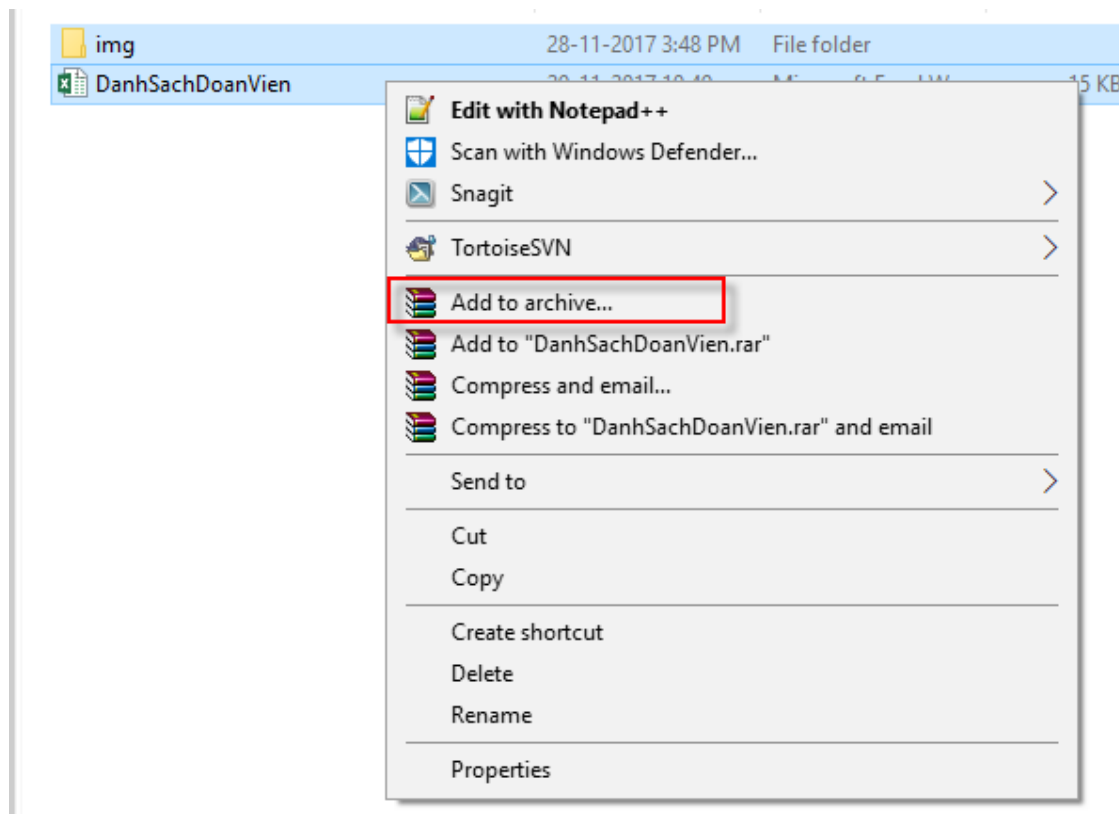 img 28-11-2017 3:48 PM File folder
DanhSachDoanVien 15 KB
Edit with Notepad++
Scan with Windows Defender...
Snagit
TortoiseSVN
Add to archive...
Add to "DanhSachDoanVien.rar"
Compress and email...
Compress to "DanhSachDoanVien.rar" and email
Send to
Cut
Copy
Create shortcut
Delete
Rename
Properties